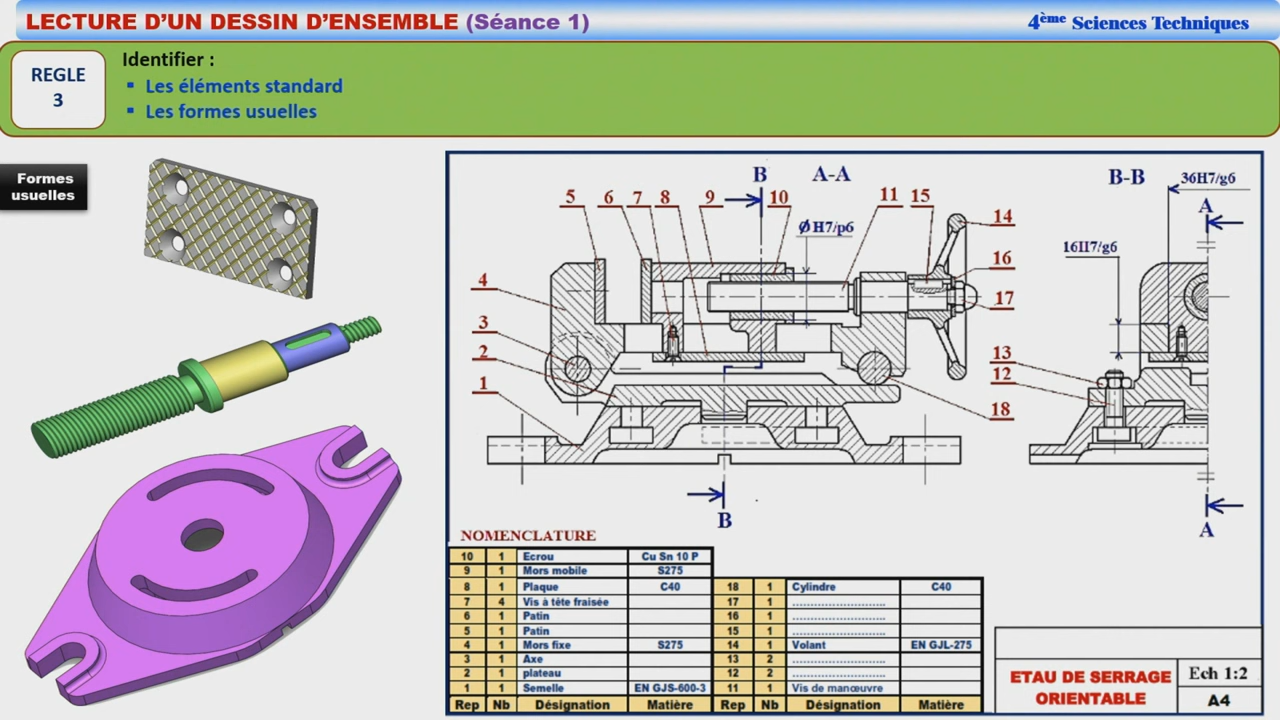 LECTURE D'UN DESSIN D'ENSEMBLE (Séance 1)
4ème Sciences Techniques
REGLE
3
Identifier :
▪ Les éléments standard
▪ Les formes usuelles
Formes
usuelles
B A-A
5 6 7 8 9 10 11 15
14
ØH7/p6
16
17
4
3
2
1
18
B
B-B
36H7/g6
A
16H7/g6
13
12
A
NOMENCLATURE
10 1 Ecrou Cu Sn 10 P
9 1 Mors mobile S275
8 1 Plaque C40 18 1 Cylindre C40
7 4 Vis à tête fraisée 17 1 ..........................
6 1 Patin 16 1 ..........................
5 1 Patin 15 1 ..........................
4 1 Mors fixe S275 14 1 Volant EN GJL-275
3 1 Axe 13 2 ..........................
2 1 plateau 12 2 ..........................
1 1 Semelle EN GJS-600-3 11 1 Vis de manœuvre
Rep Nb Désignation Matière Rep Nb Désignation Matière
ETAU DE SERRAGE
ORIENTABLE
Ech 1:2
A4